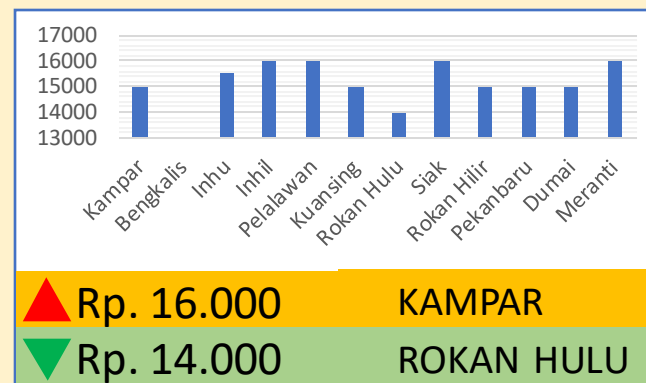 17000
16000
15000
14000
13000
Kampar
Bengkalis
Inhu
Inhil
Pelalawan
Kuansing
Rokan Hulu
Siak
Rokan Hilir
Pekanbaru
Dumai
Meranti
Rp. 16.000 KAMPAR
Rp. 14.000 ROKAN HULU